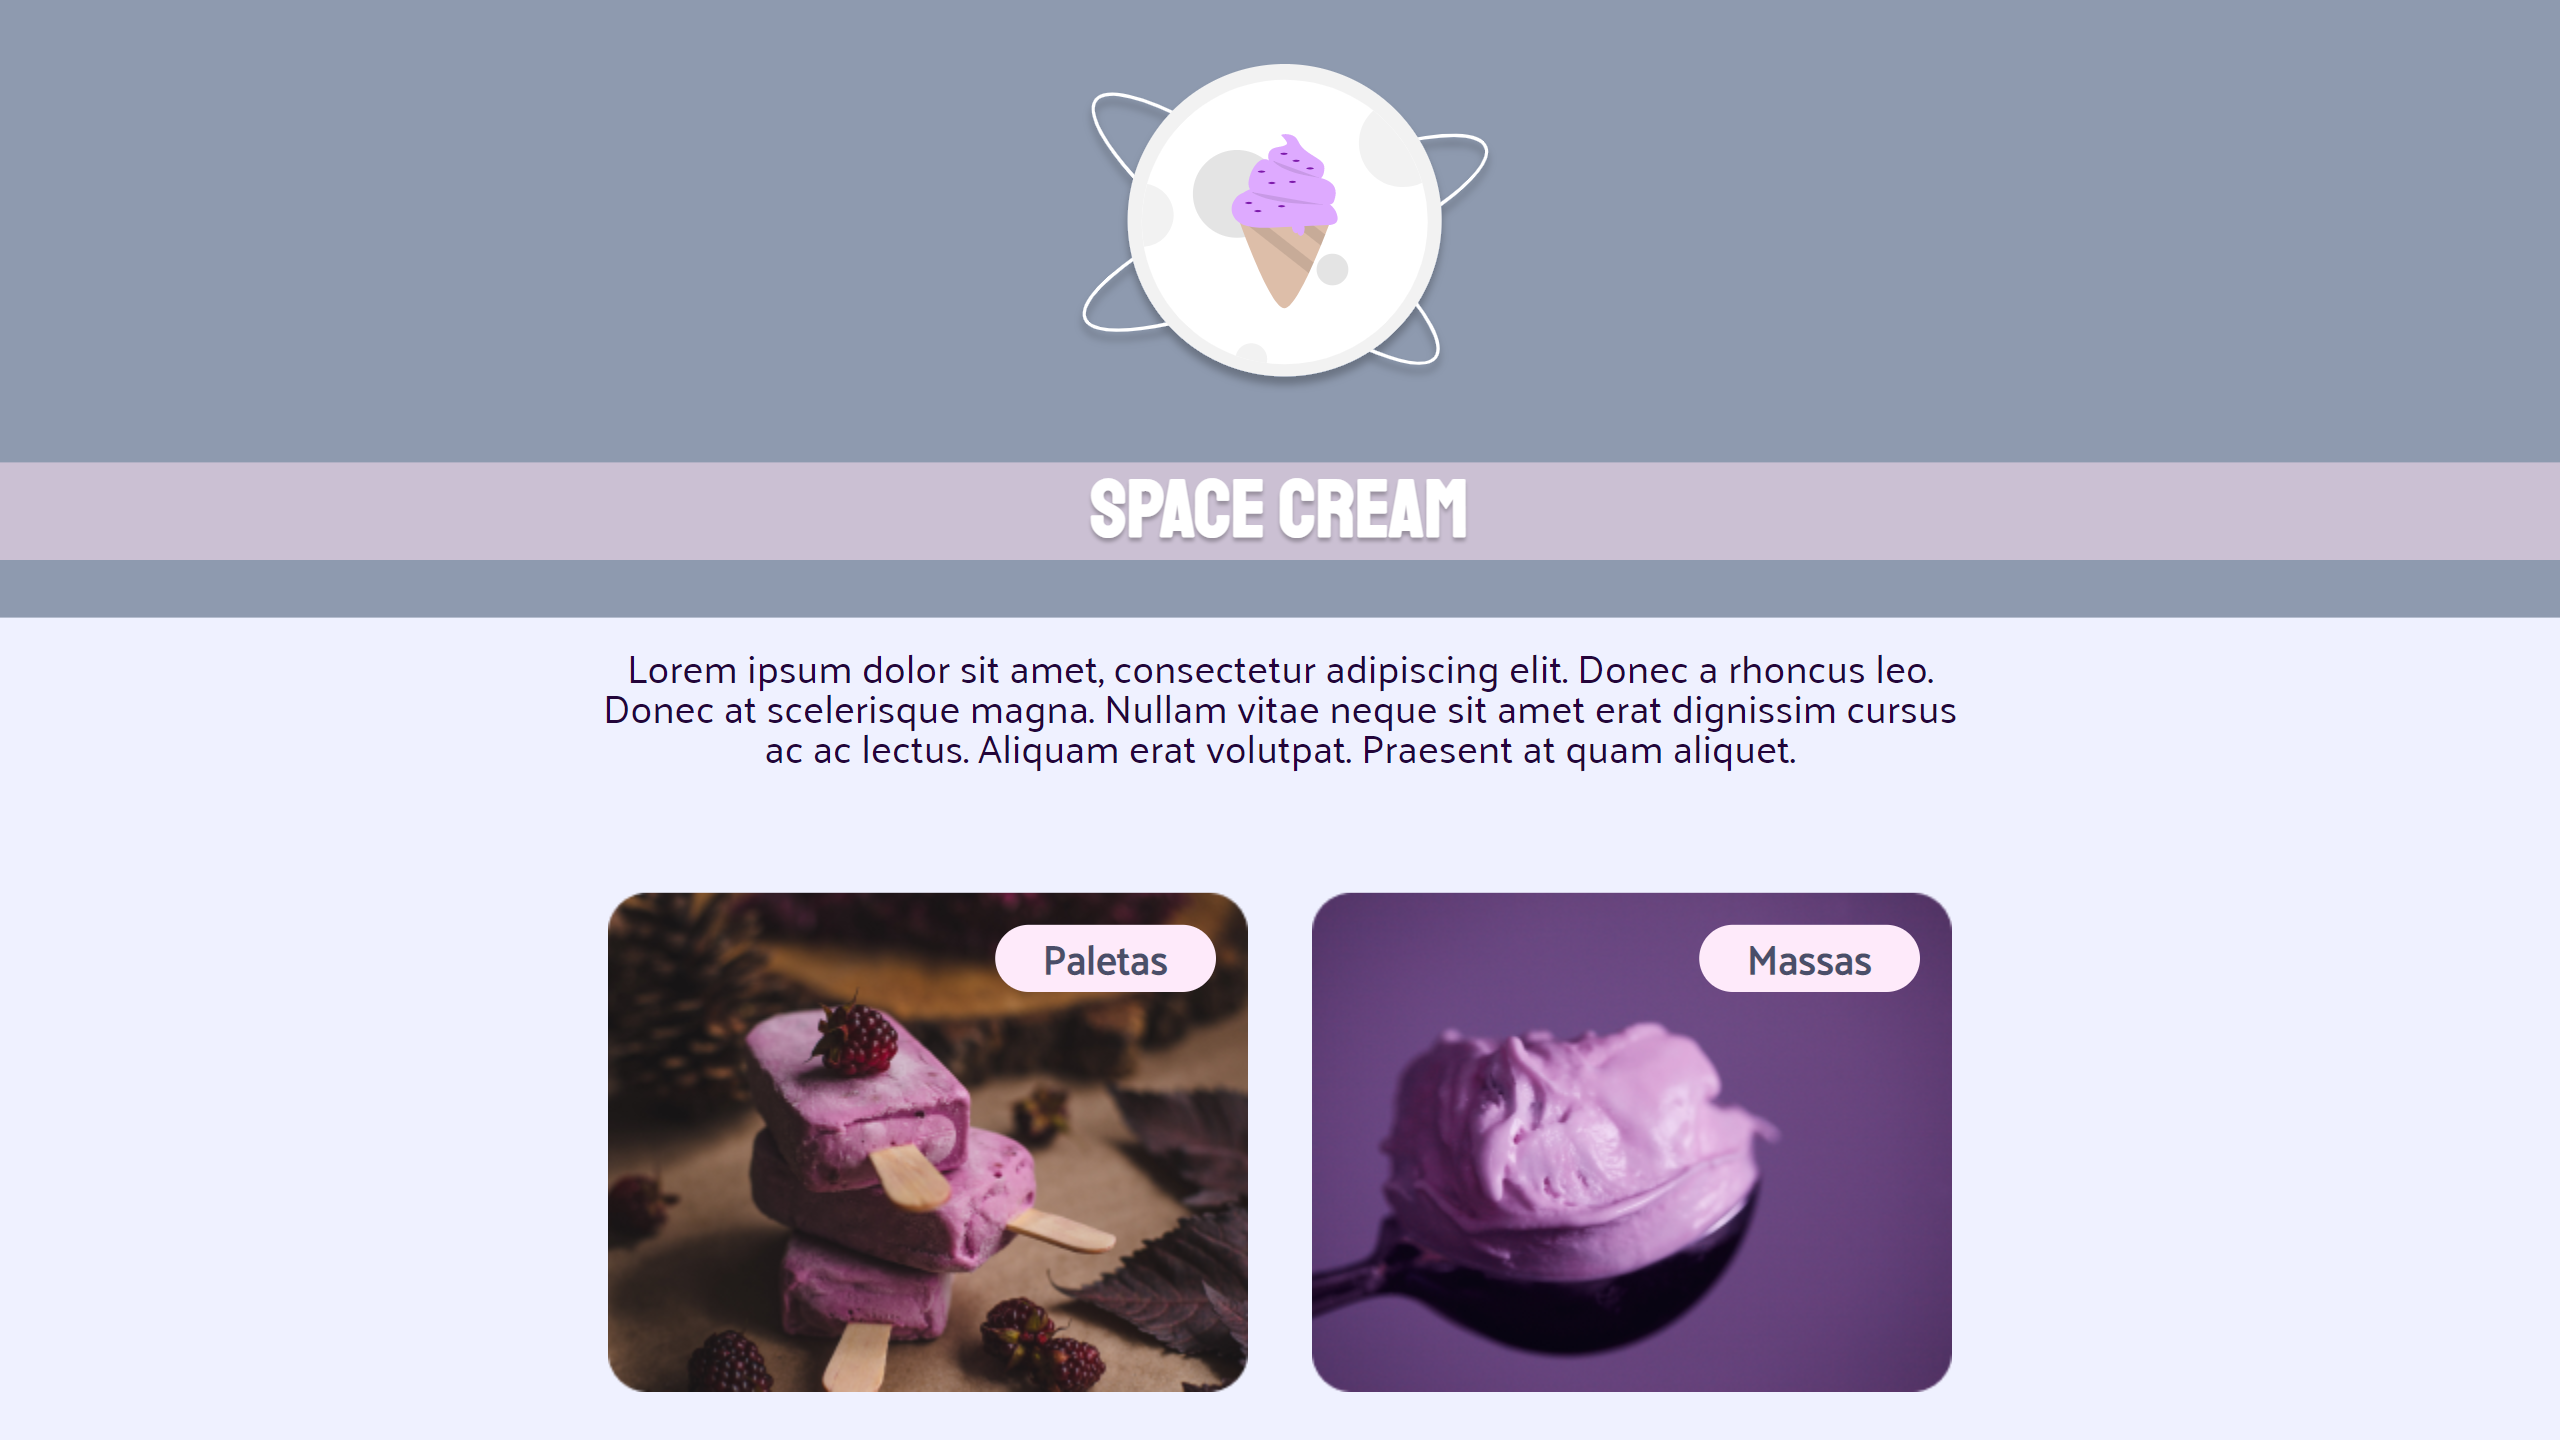 SPACE CREAM
Lorem ipsum dolor sit amet, consectetur adipiscing elit. Donec a rhoncus leo.
Donec at scelerisque magna. Nullam vitae neque sit amet erat dignissim cursus
ac ac lectus. Aliquam erat volutpat. Praesent at quam aliquet.
Paletas
Massas